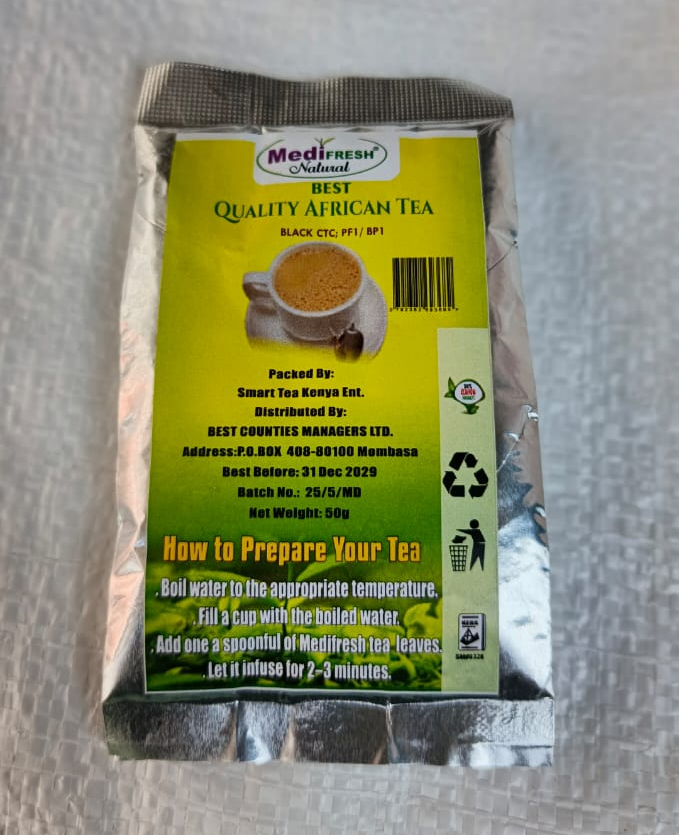 MediFRESH®
Natural
BEST
QUALITY AFRICAN TEA
BLACK CTC; PF1/ BP1
Packed By:
Smart Tea Kenya Ent.
Distributed By:
BEST COUNTIES MANAGERS LTD.
Address:P.O.BOX 408-80100 Mombasa
Best Before: 31 Dec 2029
Batch No.: 25/5/MD
Net Weight: 50g
How to Prepare Your Tea
. Boil water to the appropriate temperature.
. Fill a cup with the boiled water.
. Add one a spoonful of Medifresh tea leaves.
. Let it infuse for 2-3 minutes.